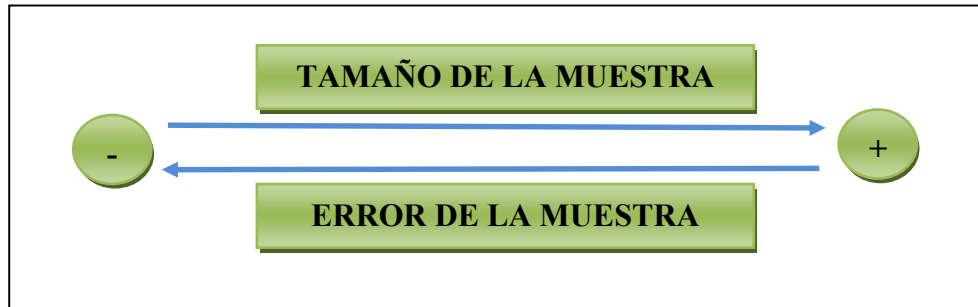 TAMAÑO DE LA MUESTRA
-
+
ERROR DE LA MUESTRA